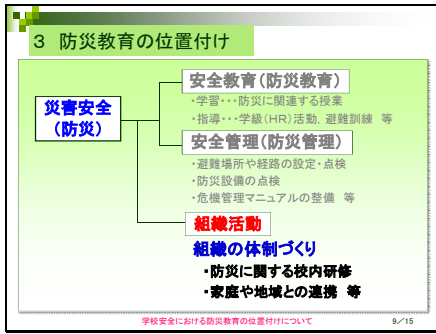 3 防災教育の位置付け
安全教育(防災教育)
・学習・・・防災に関連する授業
・指導・・・学級(HR)活動,避難訓練 等
災害安全
(防災)
安全管理(防災管理)
・避難場所や経路の設定・点検
・防災設備の点検
・危機管理マニュアルの整備 等
組織活動
組織の体制づくり
・防災に関する校内研修
・家庭や地域との連携 等
学校安全における防災教育の位置付けについて
9/15